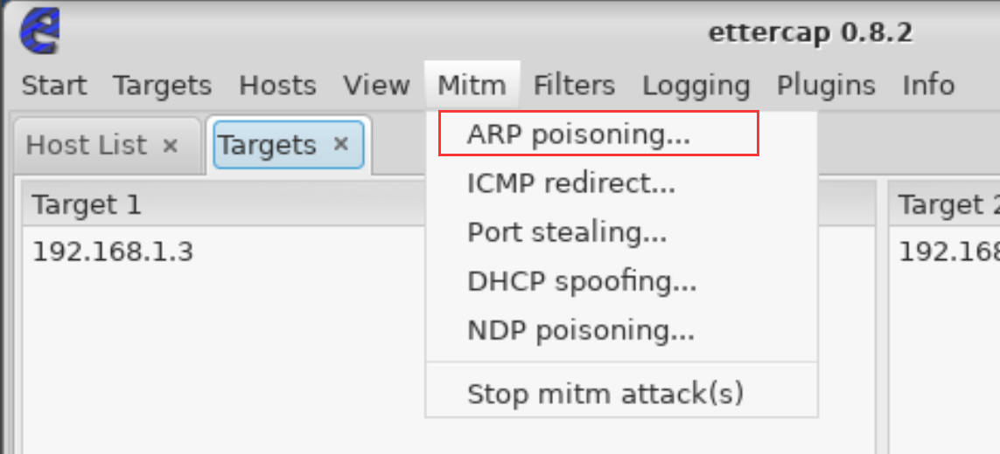 ettercap 0.8.2
Start Targets Hosts View Mitm Filters Logging Plugins Info
Host List × Targets ×
ARP poisoning...
ICMP redirect...
Port stealing...
DHCP spoofing...
NDP poisoning...
Stop mitm attack(s)
Target 1
192.168.1.3
Target 2
192.168